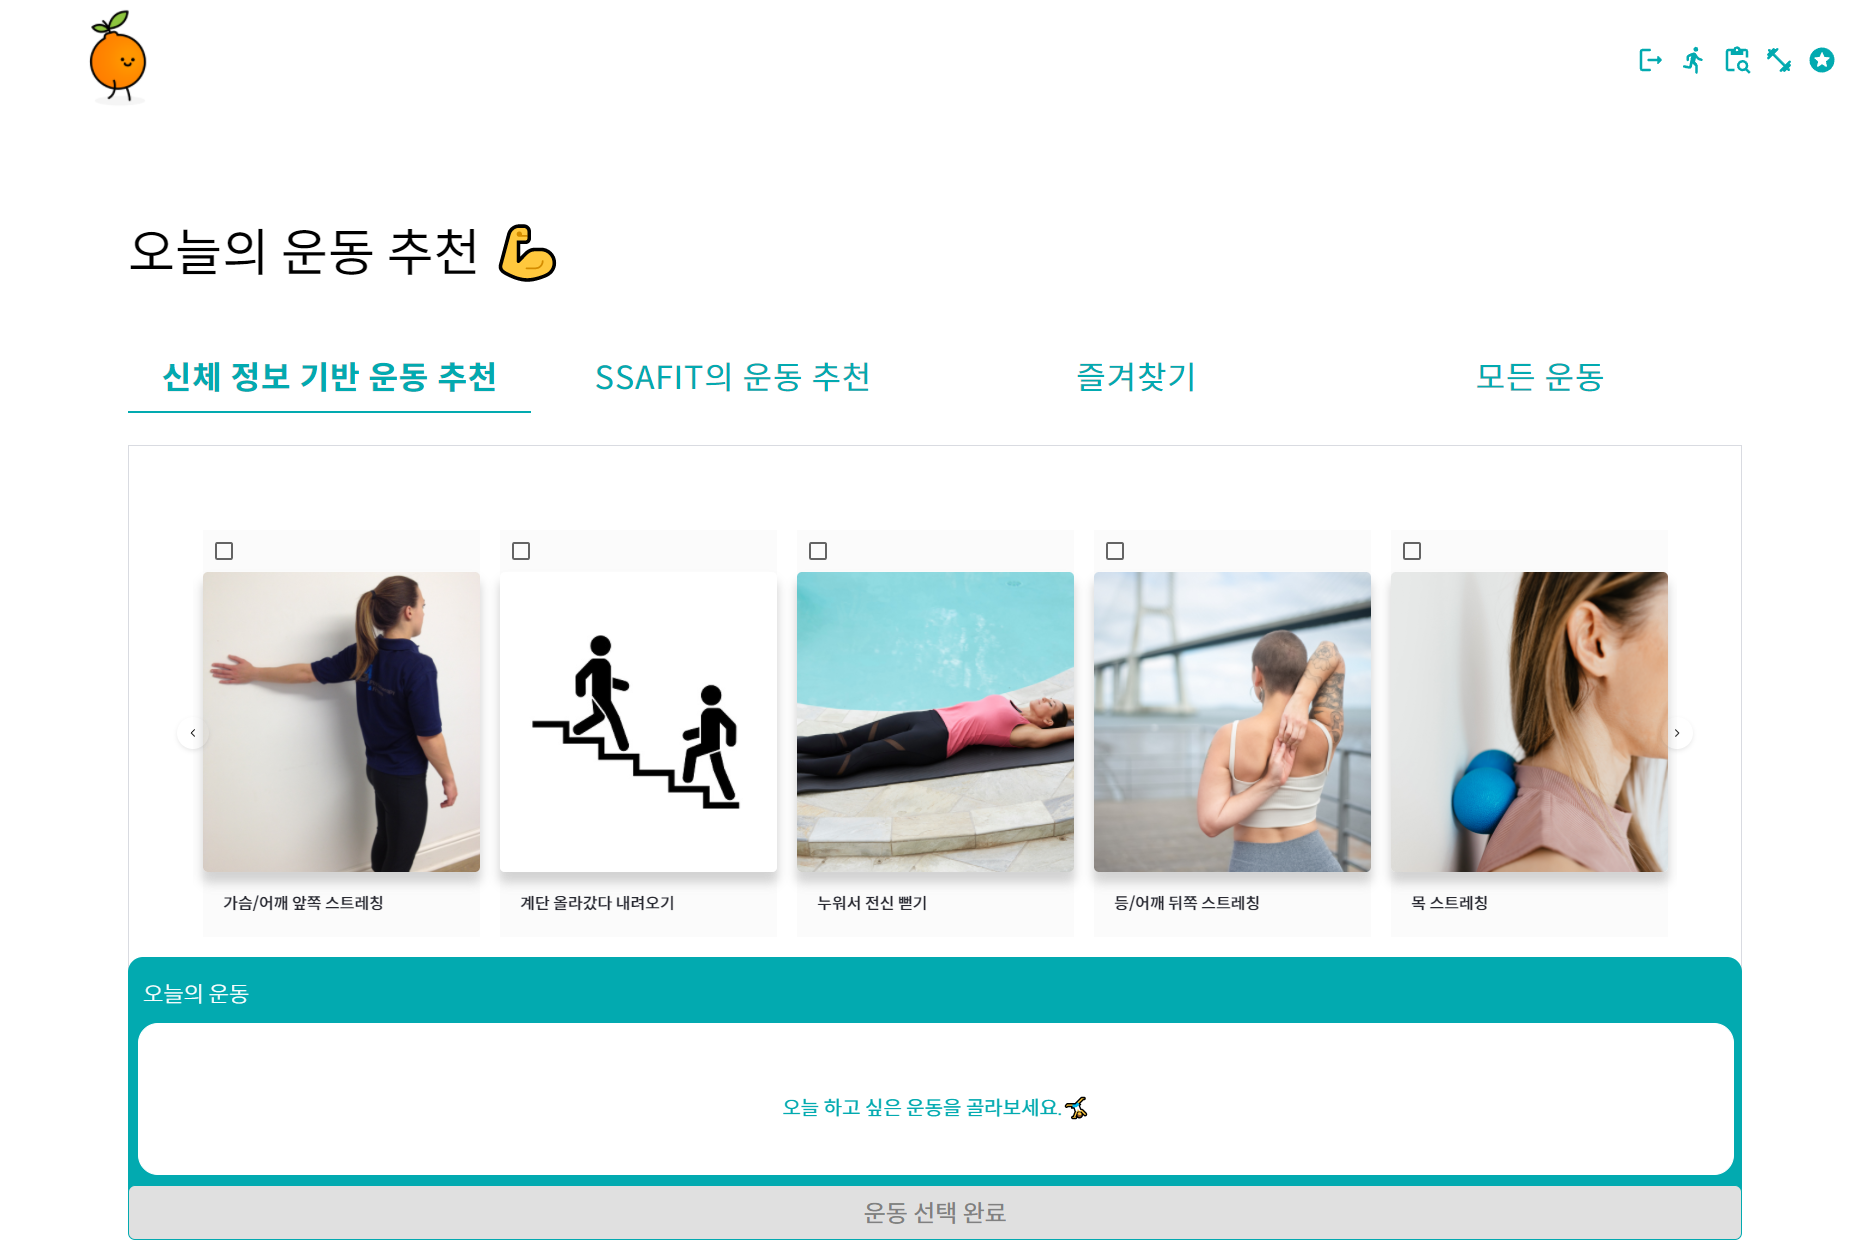 오늘의 운동 추천 💪
신체 정보 기반 운동 추천
SSAFIT의 운동 추천
즐겨찾기
모든 운동
가슴/어깨 앞쪽 스트레칭
계단 올라갔다 내려오기
누워서 전신 뻗기
등/어깨 뒤쪽 스트레칭
목 스트레칭
오늘의 운동
오늘 하고 싶은 운동을 골라보세요.🤸
운동 선택 완료